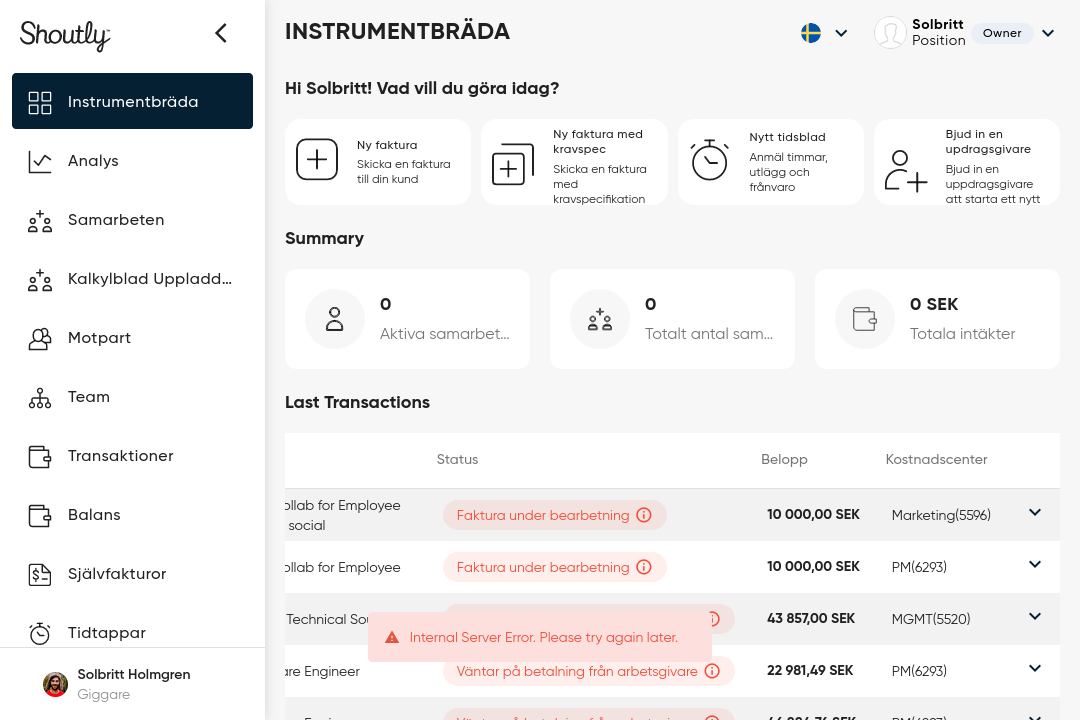 Shoutly
INSTRUMENTBRÄDA
Solbritt
Position
Owner
Instrumentbräda
Analys
Samarbeten
Kalkylblad Uppladd...
Motpart
Team
Transaktioner
Balans
Självfakturor
Tidtappar
Solbritt Holmgren
Giggare
Hi Solbritt! Vad vill du göra idag?
Ny faktura
Skicka en faktura
till din kund
Ny faktura med
kravspec
Skicka en faktura
med
kravspecifikation
Nytt tidsblad
Anmäl timmar,
utlägg och
frånvaro
Bjud in en
updragsgivare
Bjud in en
uppdragsgivare
att starta ett nytt
Summary
0
Aktiva samarbet...
0
Totalt antal sam...
0 SEK
Totala intäkter
Last Transactions
Status Belopp Kostnadscenter
ollab for Employee
social
Faktura under bearbetning 10 000,00 SEK Marketing(5596)
ollab for Employee Faktura under bearbetning 10 000,00 SEK PM(6293)
Technical Sou 43 857,00 SEK MGMT(5520)
Internal Server Error. Please try again later.
are Engineer Väntar på betalning från arbetsgivare 22 981,49 SEK PM(6293)